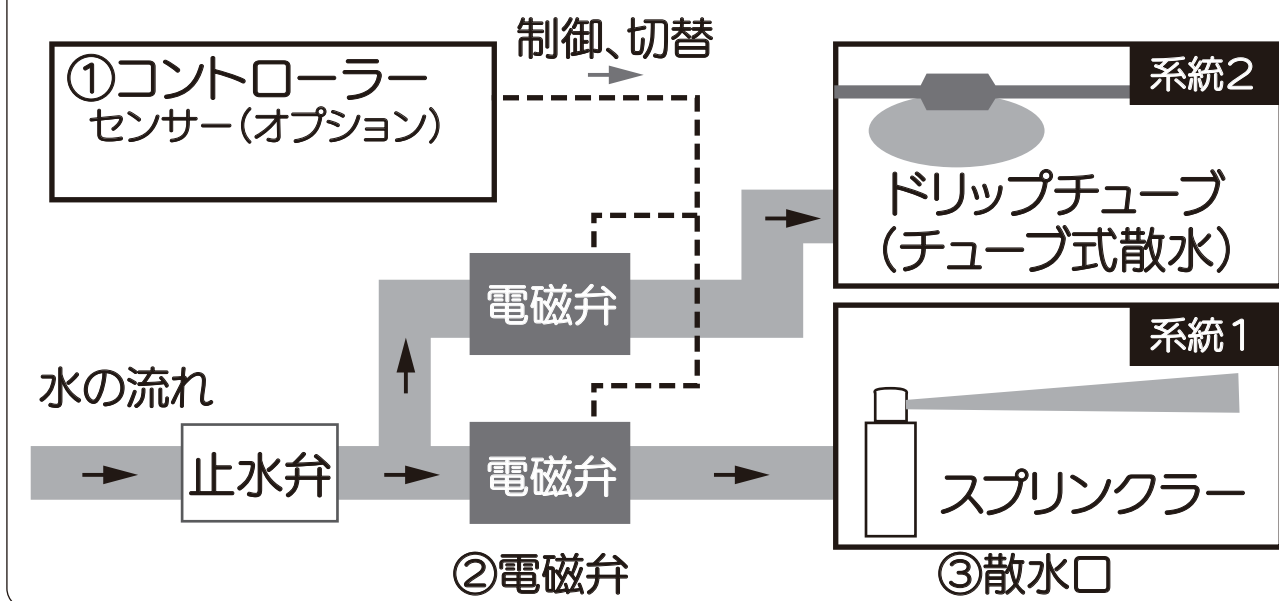 制御、切替
①コントローラー
センサー(オプション)
系統2
ドリップチューブ
(チューブ式散水)
電磁弁
系統1
水の流れ
止水弁
電磁弁
スプリンクラー
②電磁弁
③散水口